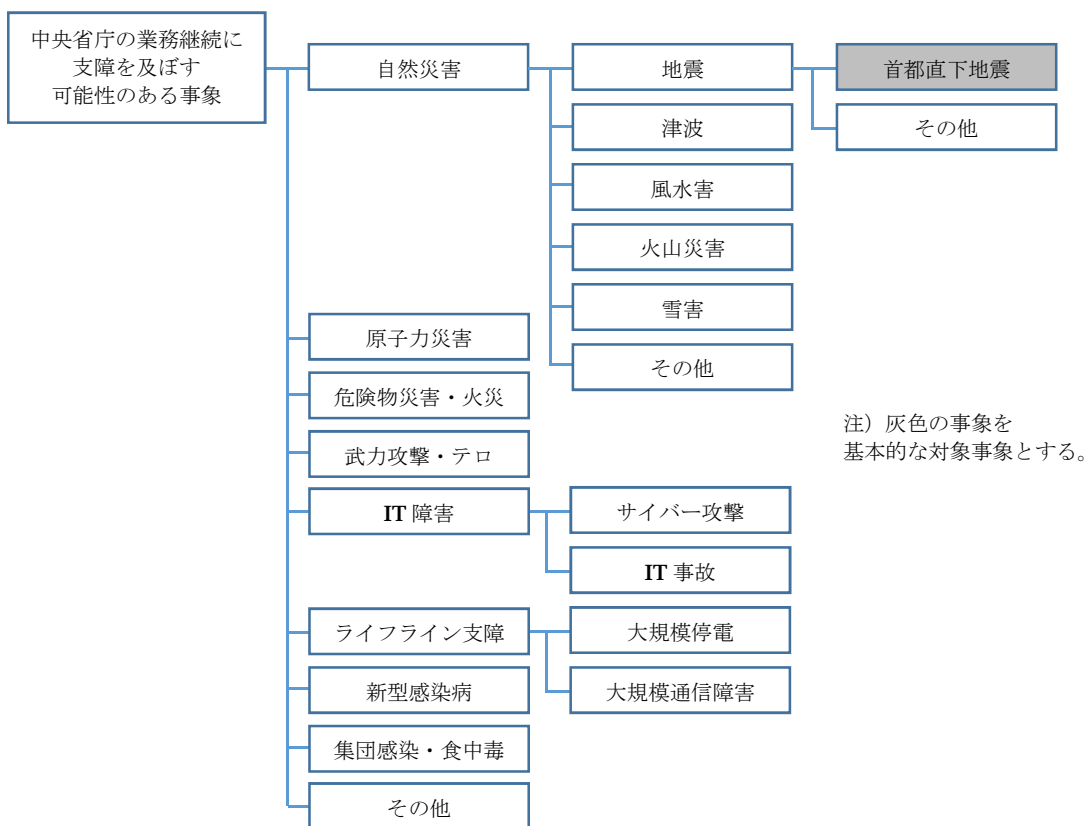 中央省庁の業務継続に
支障を及ぼす
可能性のある事象
自然災害
地震
首都直下地震
その他
津波
風水害
火山災害
雪害
その他
原子力災害
危険物災害・火災
武力攻撃・テロ
IT 障害
サイバー攻撃
IT 事故
ライフライン支障
大規模停電
大規模通信障害
新型感染病
集団感染・食中毒
その他
注）灰色の事象を
基本的な対象事象とする。